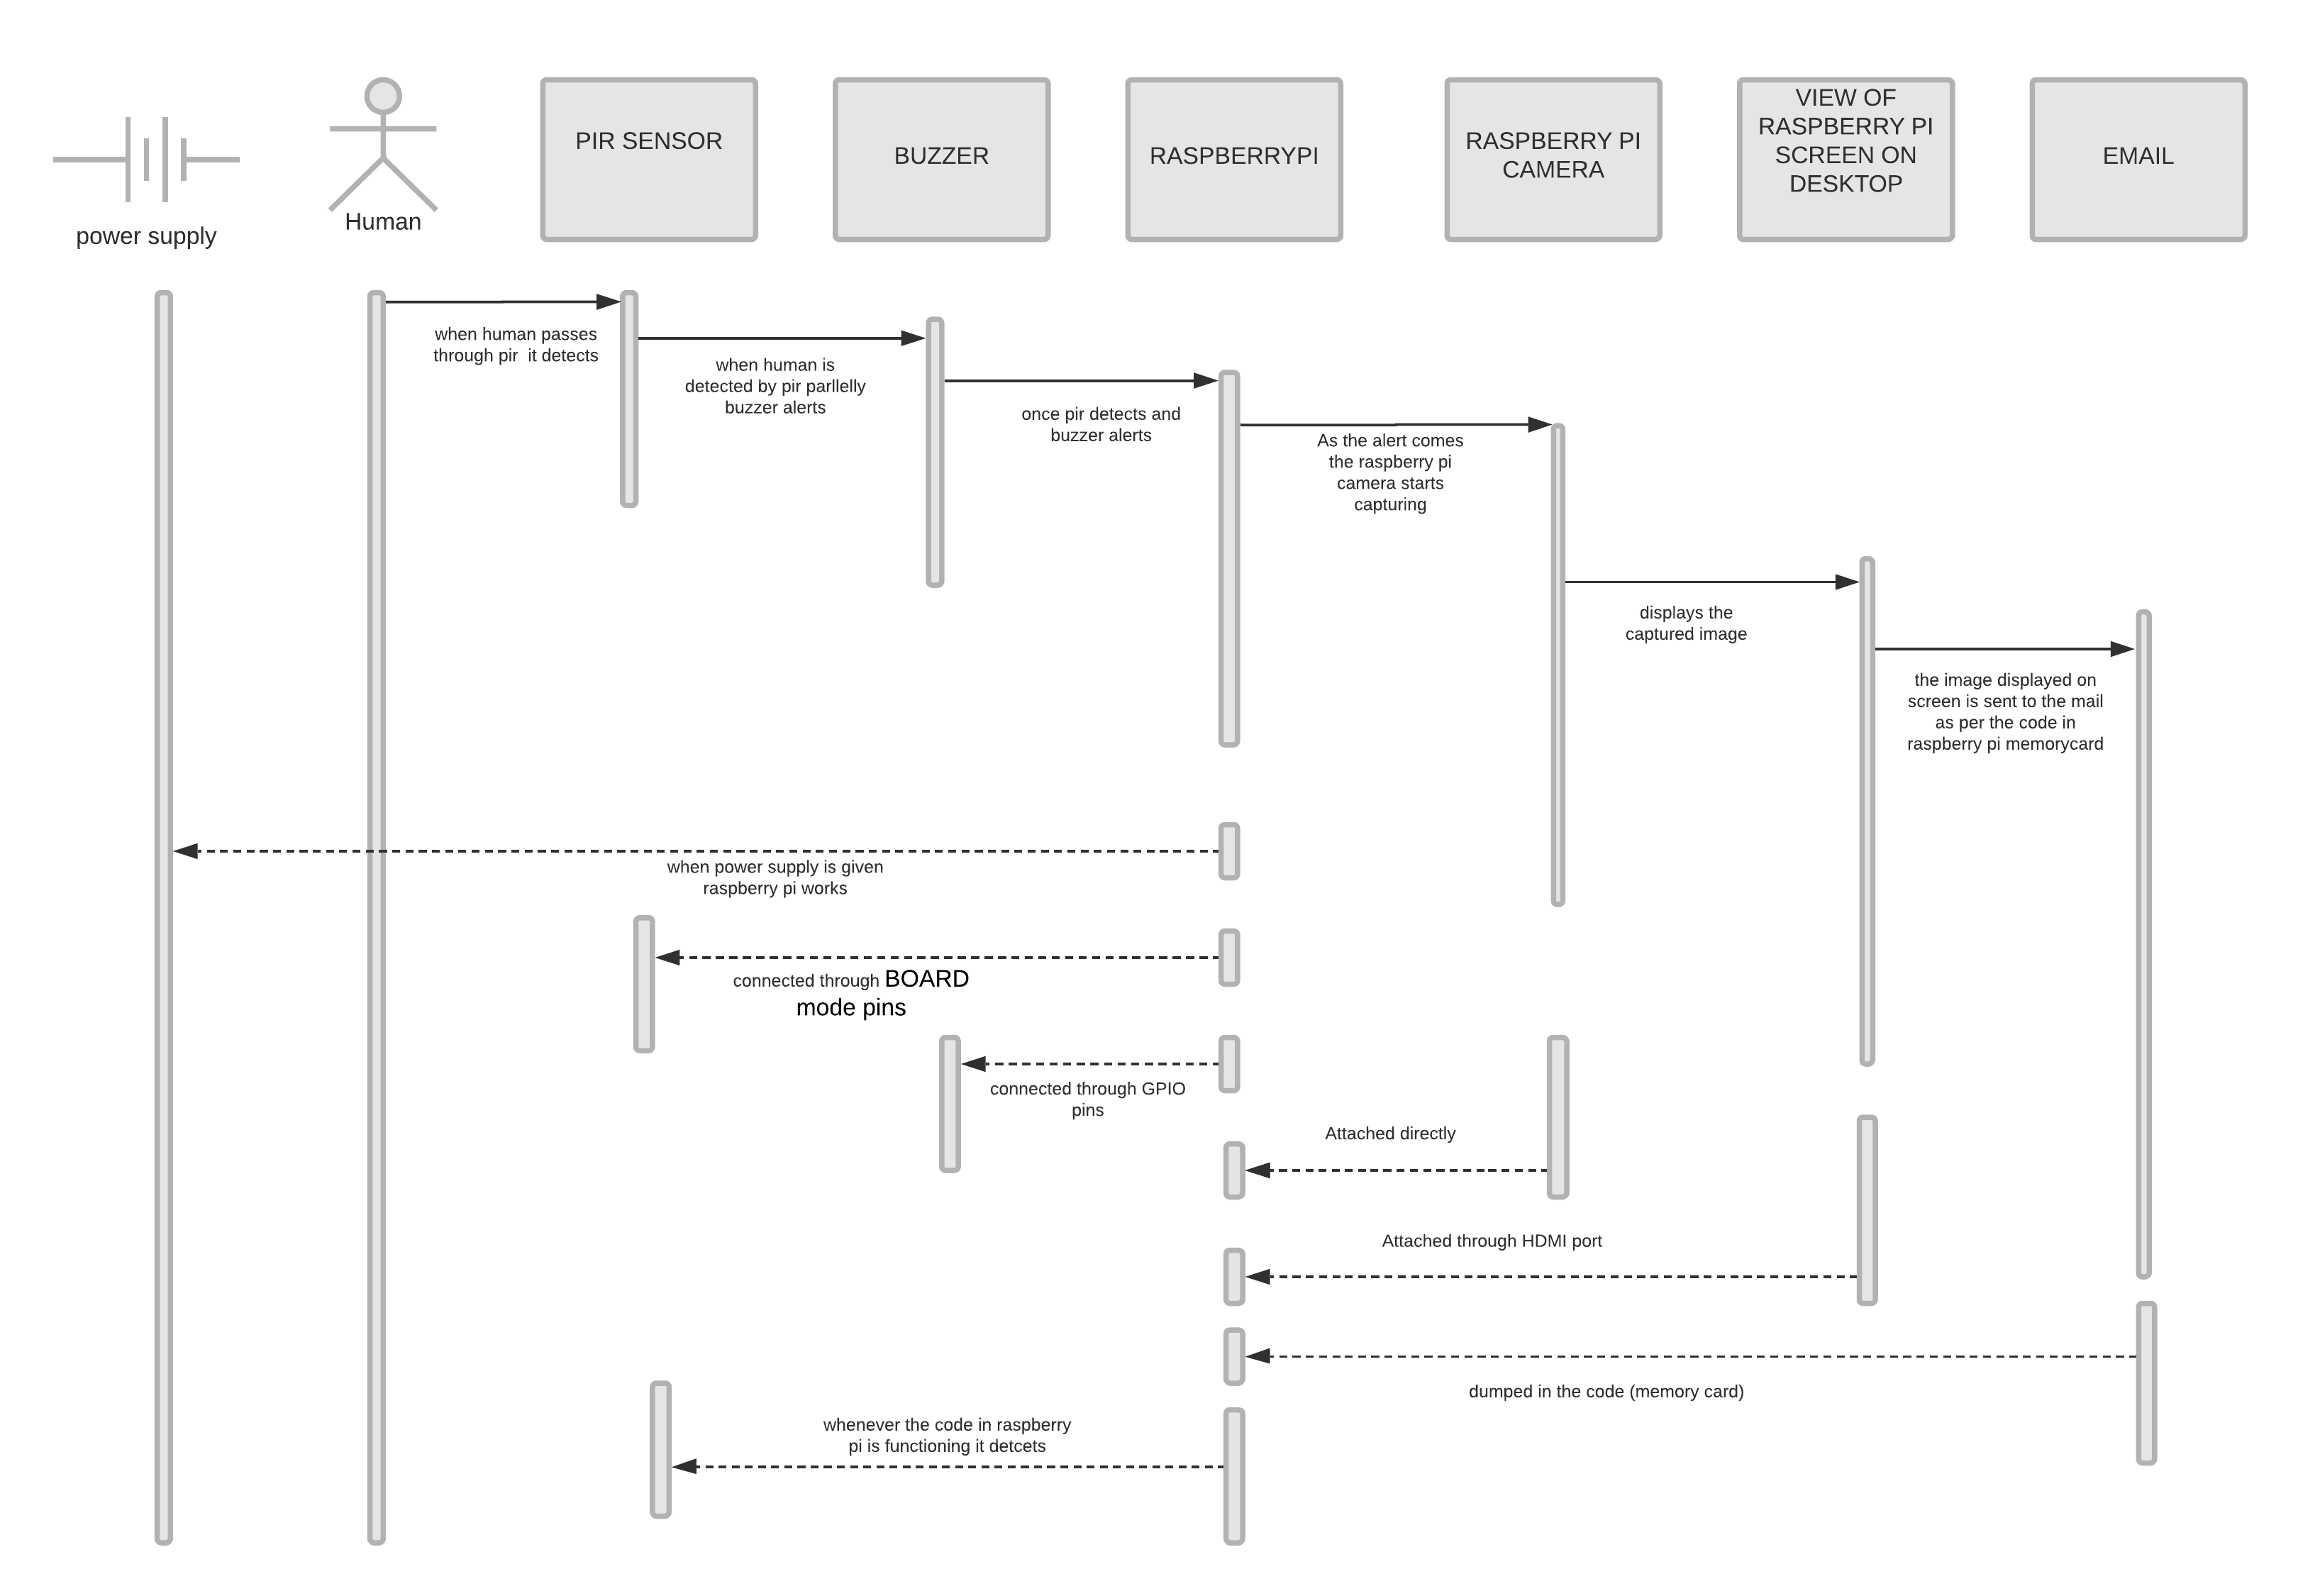 power supply
Human
PIR SENSOR
BUZZER
RASPBERRYPI
RASPBERRY PI
CAMERA
VIEW OF
RASPBERRY PI
SCREEN ON
DESKTOP
EMAIL
when human passes
through pir  it detects
when human is
detected by pir parllelly
buzzer alerts
once pir detects and
buzzer alerts
As the alert comes
the raspberry pi
camera starts
capturing
displays the
captured image
the image displayed on
screen is sent to the mail
as per the code in
raspberry pi memorycard
when power supply is given
raspberry pi works
connected through BOARD
mode pins
connected through GPIO
pins
Attached directly
Attached through HDMI port
dumped in the code (memory card)
whenever the code in raspberry
pi is functioning it detcets